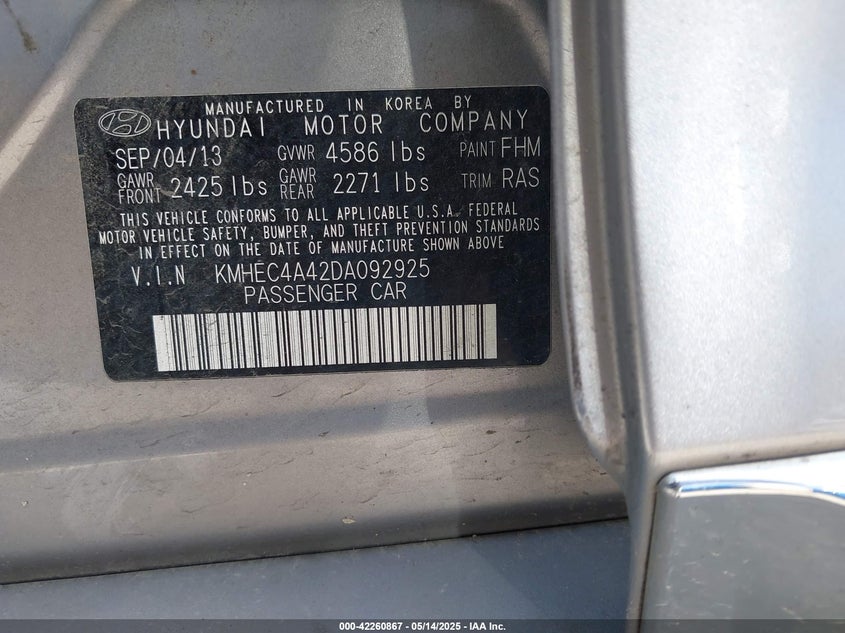 MANUFACTURED IN KOREA BY
HYUNDAI MOTOR COMPANY
SEP/04/13 GVWR 4586 lbs PAINT FHM
GAWR FRONT 2425 lbs GAWR REAR 2271 lbs TRIM RAS
THIS VEHICLE CONFORMS TO ALL APPLICABLE U.S.A. FEDERAL
MOTOR VEHICLE SAFETY, BUMPER, AND THEFT PREVENTION STANDARDS
IN EFFECT ON THE DATE OF MANUFACTURE SHOWN ABOVE
V.I.N KMHEC4A42DA092925
PASSENGER CAR
000-42260867 - 05/14/2025 - IAA Inc.